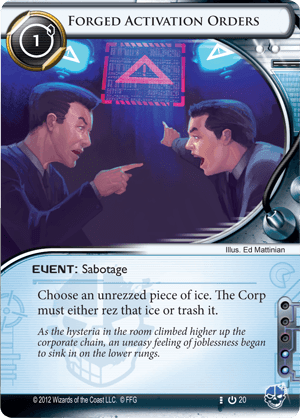 FORGED ACTIVATION ORDERS
1
Illus. Ed Mattinian
EVENT: Sabotage
Choose an unrezzed piece of ice. The Corp
must either rez that ice or trash it.
As the hysteria in the room climbed higher up the
corporate chain, an uneasy feeling of joblessness began
to sink in on the lower rungs.
© 2012 Wizards of the Coast LLC. © FFG
20